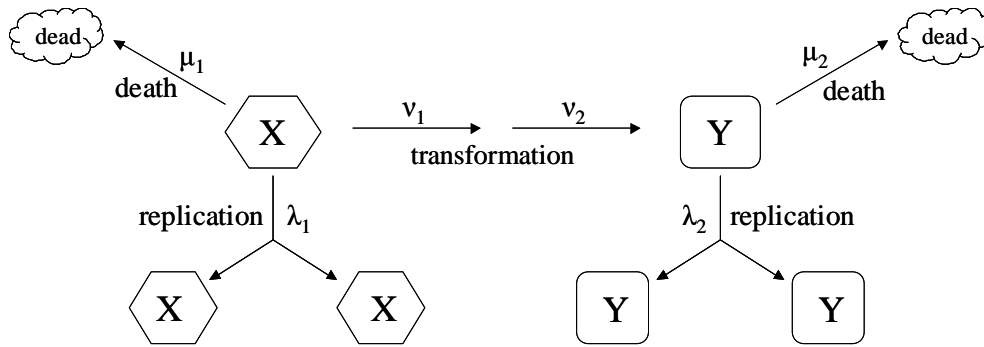 dead
μ1
death
X
ν1
ν2
transformation
Y
μ2
death
dead
replication
λ1
λ2
replication
X
X
Y
Y